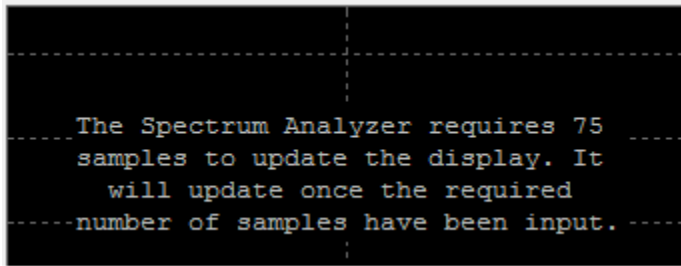 The Spectrum Analyzer requires 75
samples to update the display. It
will update once the required
number of samples have been input.